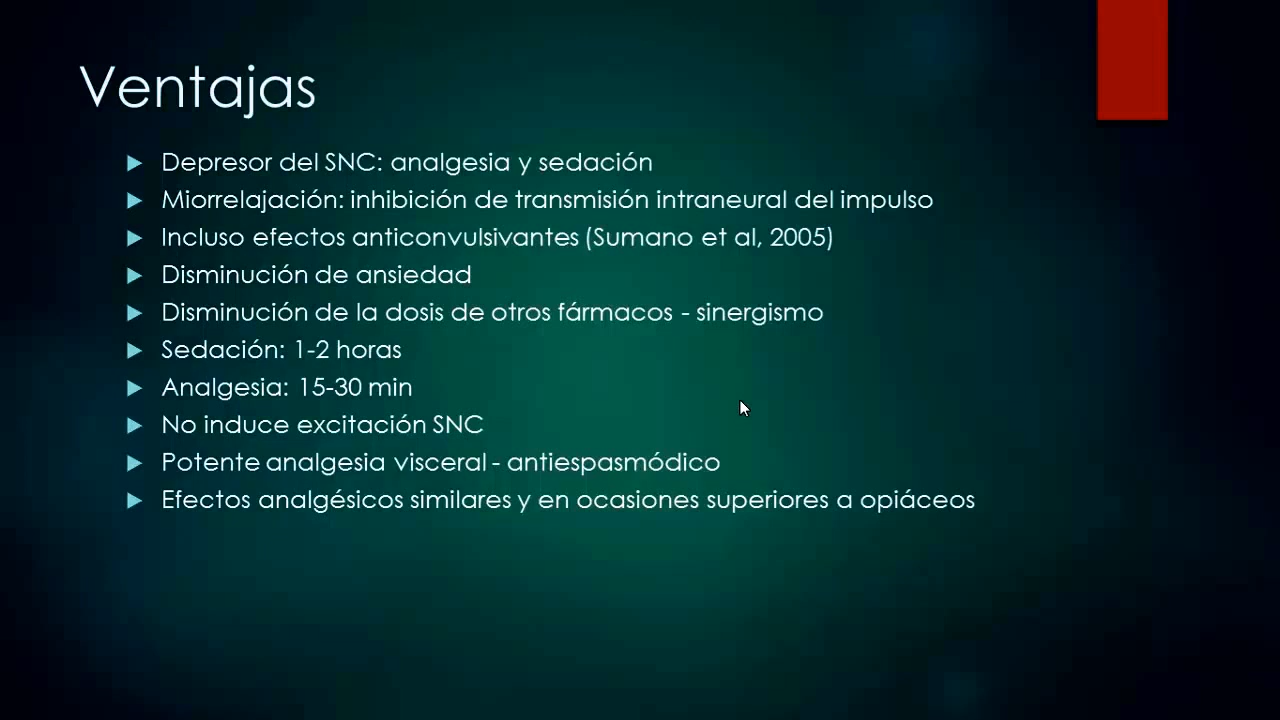 Ventajas
Depresor del SNC: analgesia y sedación
Miorrelajación: inhibición de transmisión intraneural del impulso
Incluso efectos anticonvulsivantes (Sumano et al, 2005)
Disminución de ansiedad
Disminución de la dosis de otros fármacos - sinergismo
Sedación: 1-2 horas
Analgesia: 15-30 min
No induce excitación SNC
Potente analgesia visceral - antiespasmódico
Efectos analgésicos similares y en ocasiones superiores a opiáceos